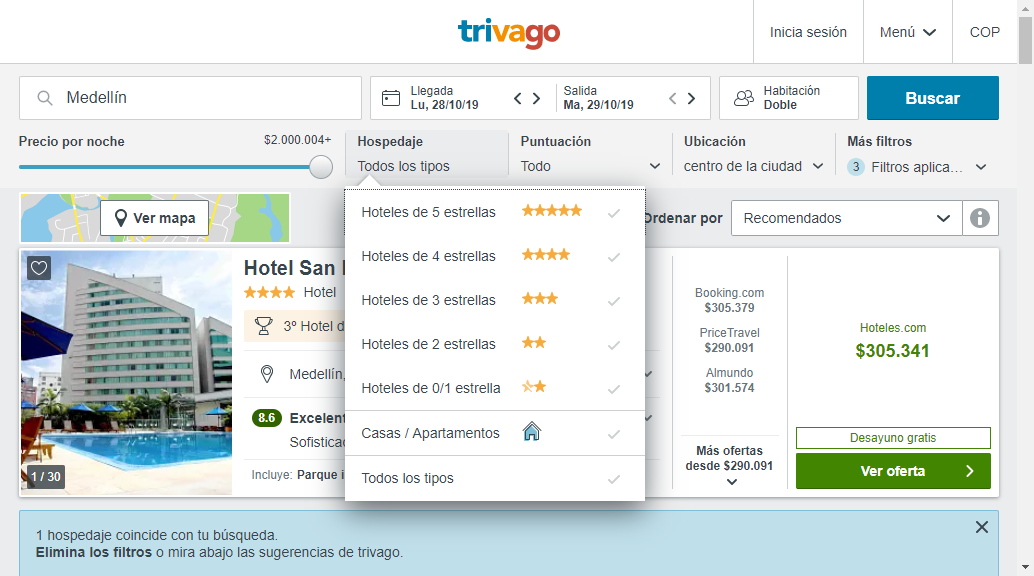 trivago
Inicia sesión
Menú
COP
Medellín
Llegada
Lu, 28/10/19
Salida
Ma, 29/10/19
Habitación
Doble
Buscar
Precio por noche
$2.000.004+
Hospedaje
Todos los tipos
Puntuación
Todo
Ubicación
centro de la ciudad
Más filtros
3 Filtros aplica...
Ver mapa
Ordenar por
Recomendados
Hoteles de 5 estrellas
Hoteles de 4 estrellas
Hoteles de 3 estrellas
Hoteles de 2 estrellas
Hoteles de 0/1 estrella
Casas / Apartamentos
Todos los tipos
Hotel San
Hotel
3º Hotel d
Medellín,
8.6 Excelent
Sofistica
Incluye: Parque i
1 / 30
Booking.com
$305.379
PriceTravel
$290.091
Almundo
$301.574
Más ofertas
desde $290.091
Hoteles.com
$305.341
Desayuno gratis
Ver oferta
1 hospedaje coincide con tu búsqueda.
Elimina los filtros o mira abajo las sugerencias de trivago.